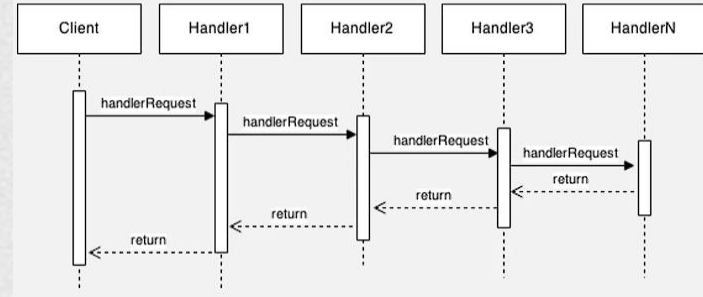 Client
Handler1
Handler2
Handler3
HandlerN
handlerRequest
handlerRequest
handlerRequest
handlerRequest
return
return
return
return